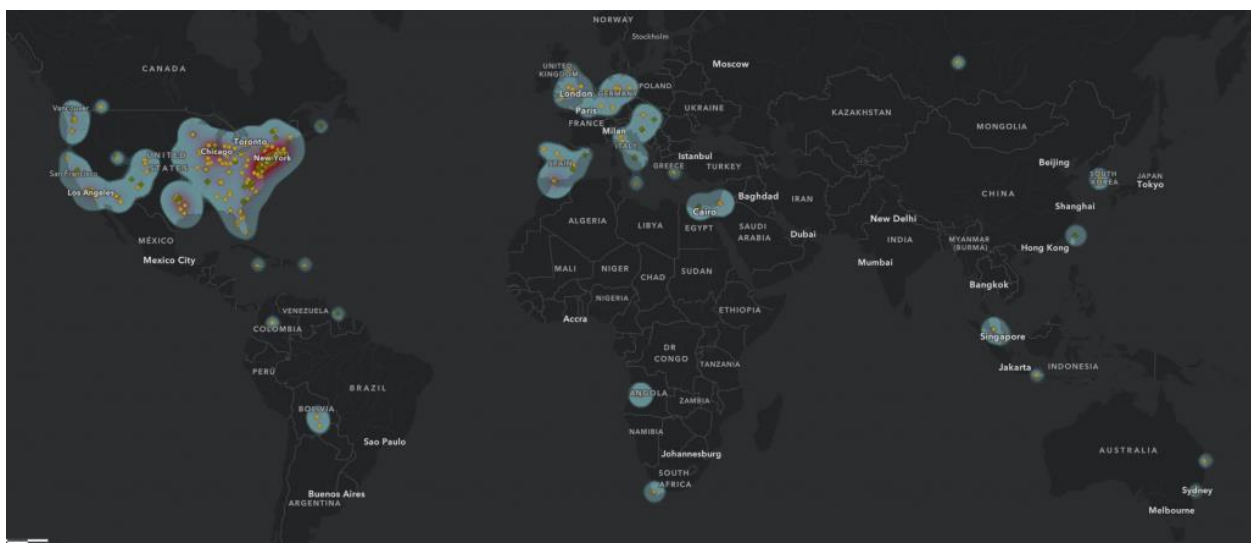 NORWAY
Stockholm
Moscow
CANADA
UNITED
KINGDOM
London
GERMANY
POLAND
Paris
UKRAINE
KAZAKHSTAN
MONGOLIA
Vancouver
FRANCE
Milan
ITALY
Toronto
Chicago
New York
UNITED
STATES
San Francisco
Los Angeles
SPAIN
GREECE
Istanbul
TURKEY
Beijing
SOUTH
KOREA
JAPAN
Tokyo
CHINA
Baghdad
IRAN
Shanghai
Cairo
ALGERIA
LIBYA
EGYPT
SAUDI
ARABIA
Dubai
New Delhi
INDIA
MYANMAR
(BURMA)
Hong Kong
MÉXICO
Mexico City
Mumbai
MALI
NIGER
CHAD
SUDAN
Bangkok
NIGERIA
VENEZUELA
COLOMBIA
Accra
ETHIOPIA
Singapore
DR
CONGO
TANZANIA
PERÚ
BRAZIL
Jakarta
INDONESIA
ANGOLA
ZAMBIA
BOLIVIA
NAMIBIA
Sao Paulo
Johannesburg
AUSTRALIA
SOUTH
AFRICA
Buenos Aires
ARGENTINA
Sydney
Melbourne